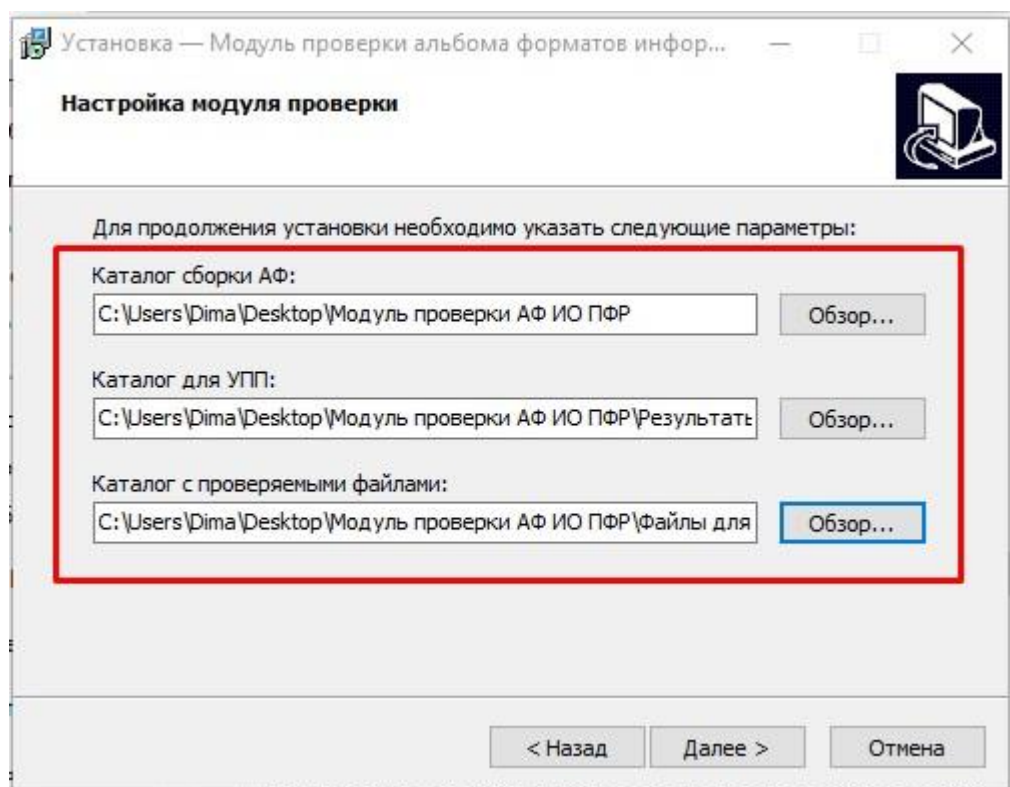 Установка — Модуль проверки альбома форматов инфор...
Настройка модуля проверки
Для продолжения установки необходимо указать следующие параметры:
Каталог сборки АФ:
C:\Users\Dima\Desktop\Модуль проверки АФ ИО ПФР
Обзор...
Каталог для УПП:
C:\Users\Dima\Desktop\Модуль проверки АФ ИО ПФР\Результать
Обзор...
Каталог с проверяемыми файлами:
C:\Users\Dima\Desktop\Модуль проверки АФ ИО ПФР\Файлы для
Обзор...
< Назад
Далее >
Отмена